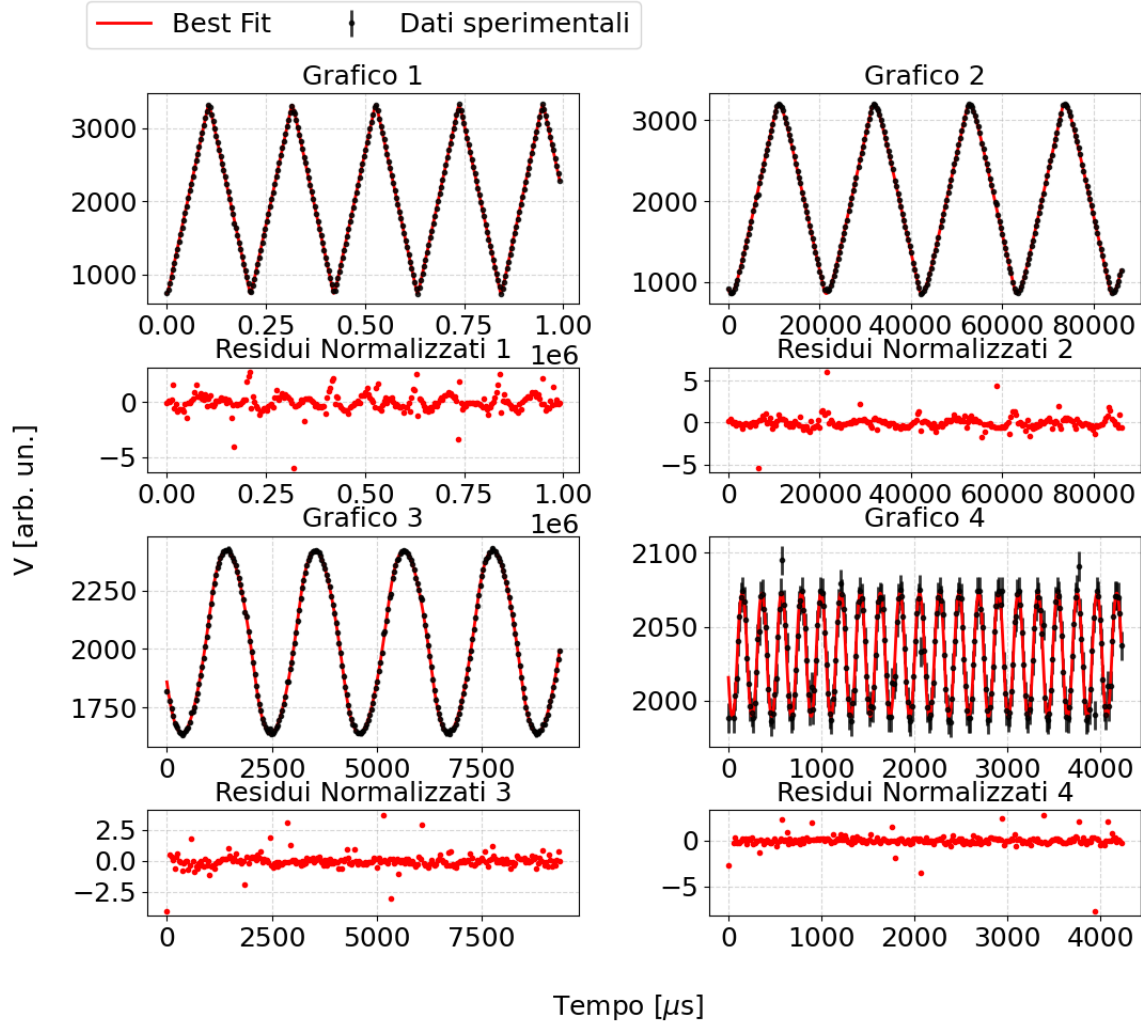 Best Fit
Dati sperimentali
Grafico 1
3000
2000
1000
0.00 0.25 0.50 0.75 1.00
1e6
Grafico 2
3000
2000
1000
0 20000 40000 60000 80000
Residui Normalizzati 1
0
−5
0.00 0.25 0.50 0.75 1.00
1e6
Residui Normalizzati 2
5
0
−5
0 20000 40000 60000 80000
V [arb. un.]
Grafico 3
2250
2000
1750
0 2500 5000 7500
Grafico 4
2100
2050
2000
0 1000 2000 3000 4000
Residui Normalizzati 3
2.5
0.0
−2.5
0 2500 5000 7500
Residui Normalizzati 4
0
−5
0 1000 2000 3000 4000
Tempo [μs]